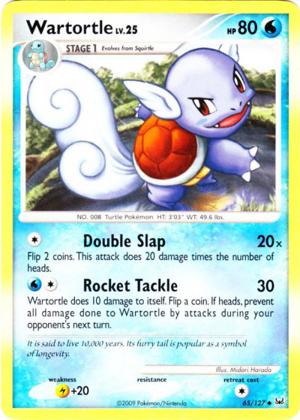 Wartortle LV.25 HP 80
STAGE 1 Evolves from Squirtle
NO. 008 Turtle Pokémon HT: 3'03" WT: 49.6 lbs.
Double Slap 20x
Flip 2 coins. This attack does 20 damage times the number of
heads.
Rocket Tackle 30
Wartortle does 10 damage to itself. Flip a coin. If heads, prevent
all damage done to Wartortle by attacks during your
opponent's next turn.
It is said to live 10,000 years. Its furry tail is popular as a symbol
of longevity.
Illus. Midori Harada
weakness resistance retreat cost
+20
65/127
©2009 Pokémon/Nintendo